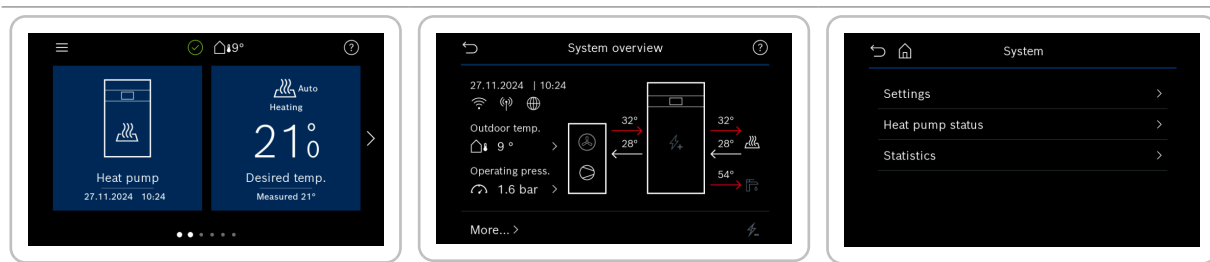 9°
?
Auto
Heating
21°
Heat pump
27.11.2024 10:24
Desired temp.
Measured 21°
System overview
?
27.11.2024 | 10:24
Outdoor temp.
9 °
Operating press.
1.6 bar
32°
28°
32°
28°
54°
More...
System
Settings
Heat pump status
Statistics